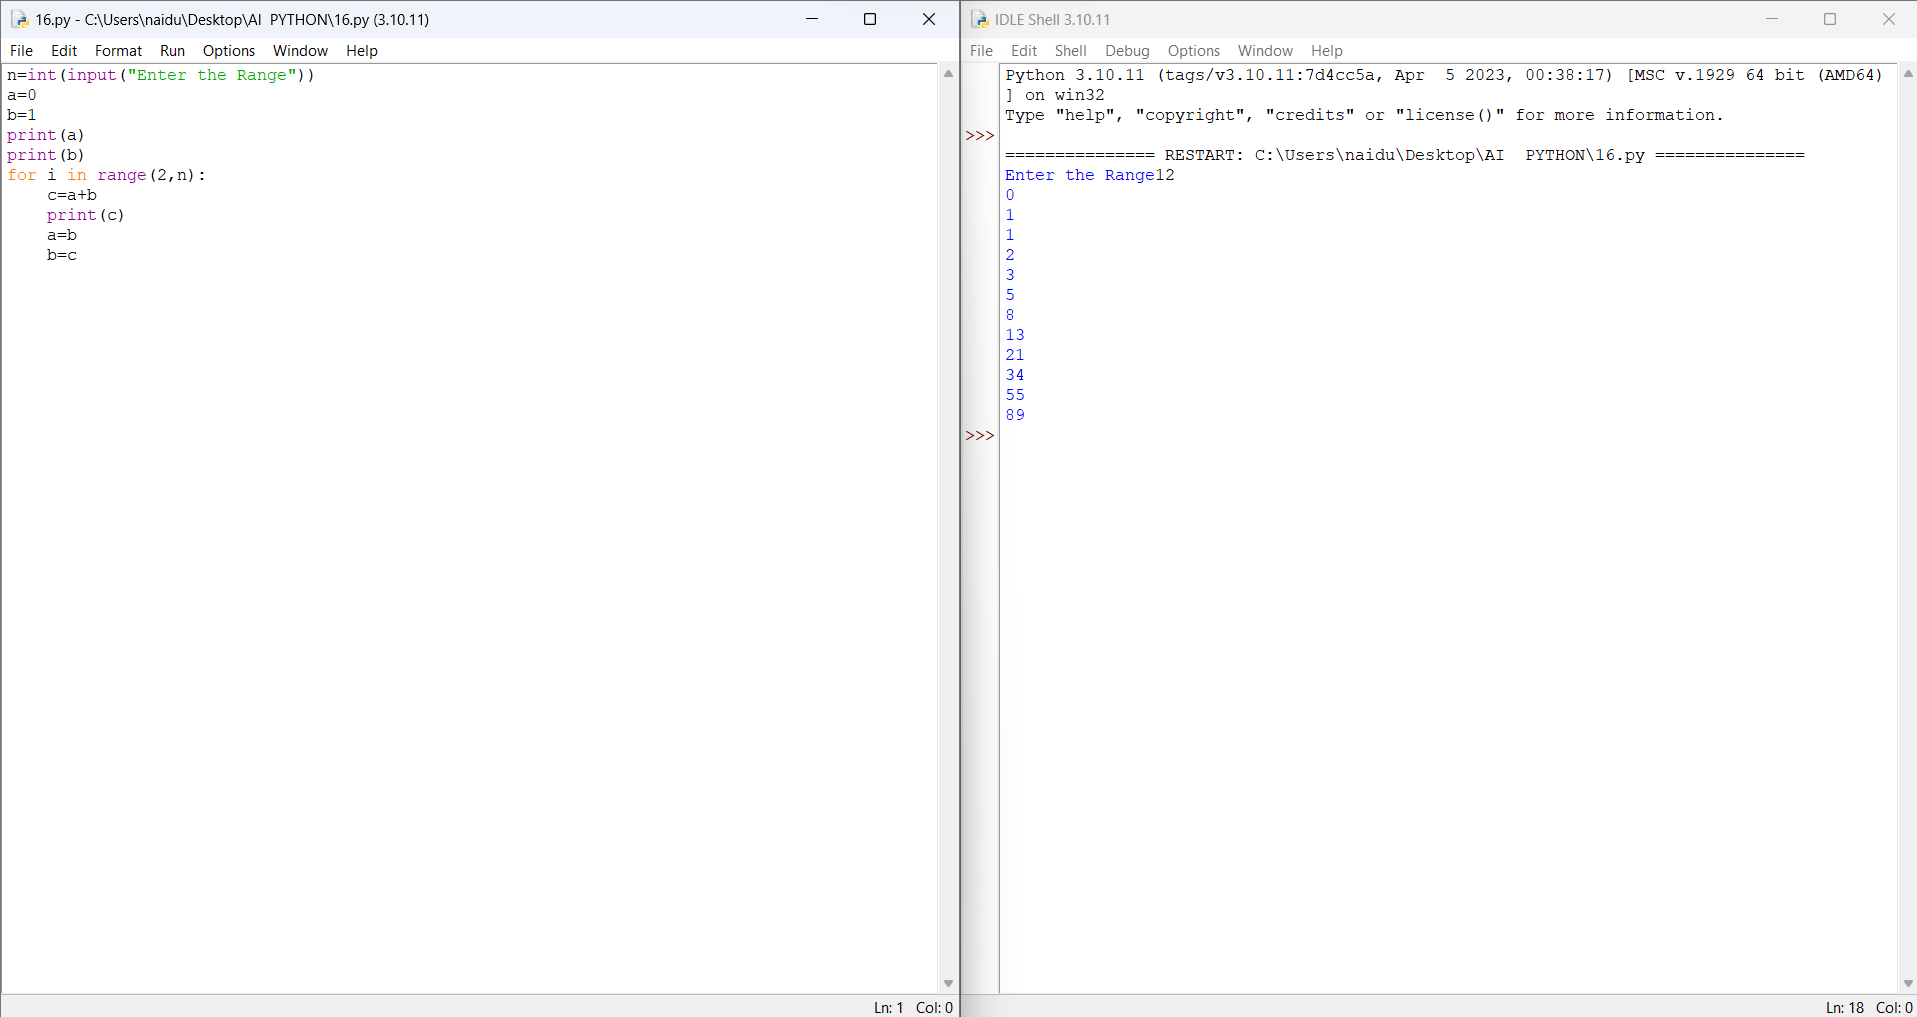 16.py - C:\Users\naidu\Desktop\AI  PYTHON\16.py (3.10.11)
File Edit Format Run Options Window Help
n=int(input("Enter the Range"))
a=0
b=1
print(a)
print(b)
for i in range(2,n):
    c=a+b
    print(c)
    a=b
    b=c
Ln: 1 Col: 0
IDLE Shell 3.10.11
File Edit Shell Debug Options Window Help
Python 3.10.11 (tags/v3.10.11:7d4cc5a, Apr  5 2023, 00:38:17) [MSC v.1929 64 bit (AMD64)
] on win32
Type "help", "copyright", "credits" or "license()" for more information.
>>>
=============== RESTART: C:\Users\naidu\Desktop\AI  PYTHON\16.py ===============
Enter the Range12
0
1
1
2
3
5
8
13
21
34
55
89
>>>
Ln: 18 Col: 0